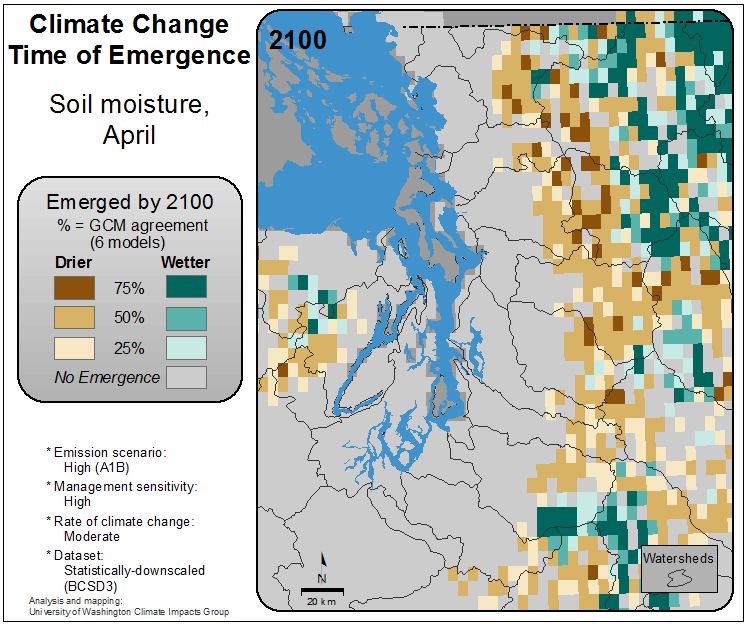 Climate Change
Time of Emergence
Soil moisture,
April
Emerged by 2100
% = GCM agreement
(6 models)
Drier Wetter
75%
50%
25%
No Emergence
* Emission scenario:
High (A1B)
* Management sensitivity:
High
* Rate of climate change:
Moderate
* Dataset:
Statistically-downscaled
(BCSD3)
Analysis and mapping:
University of Washington Climate Impacts Group
2100
N
20 km
Watersheds